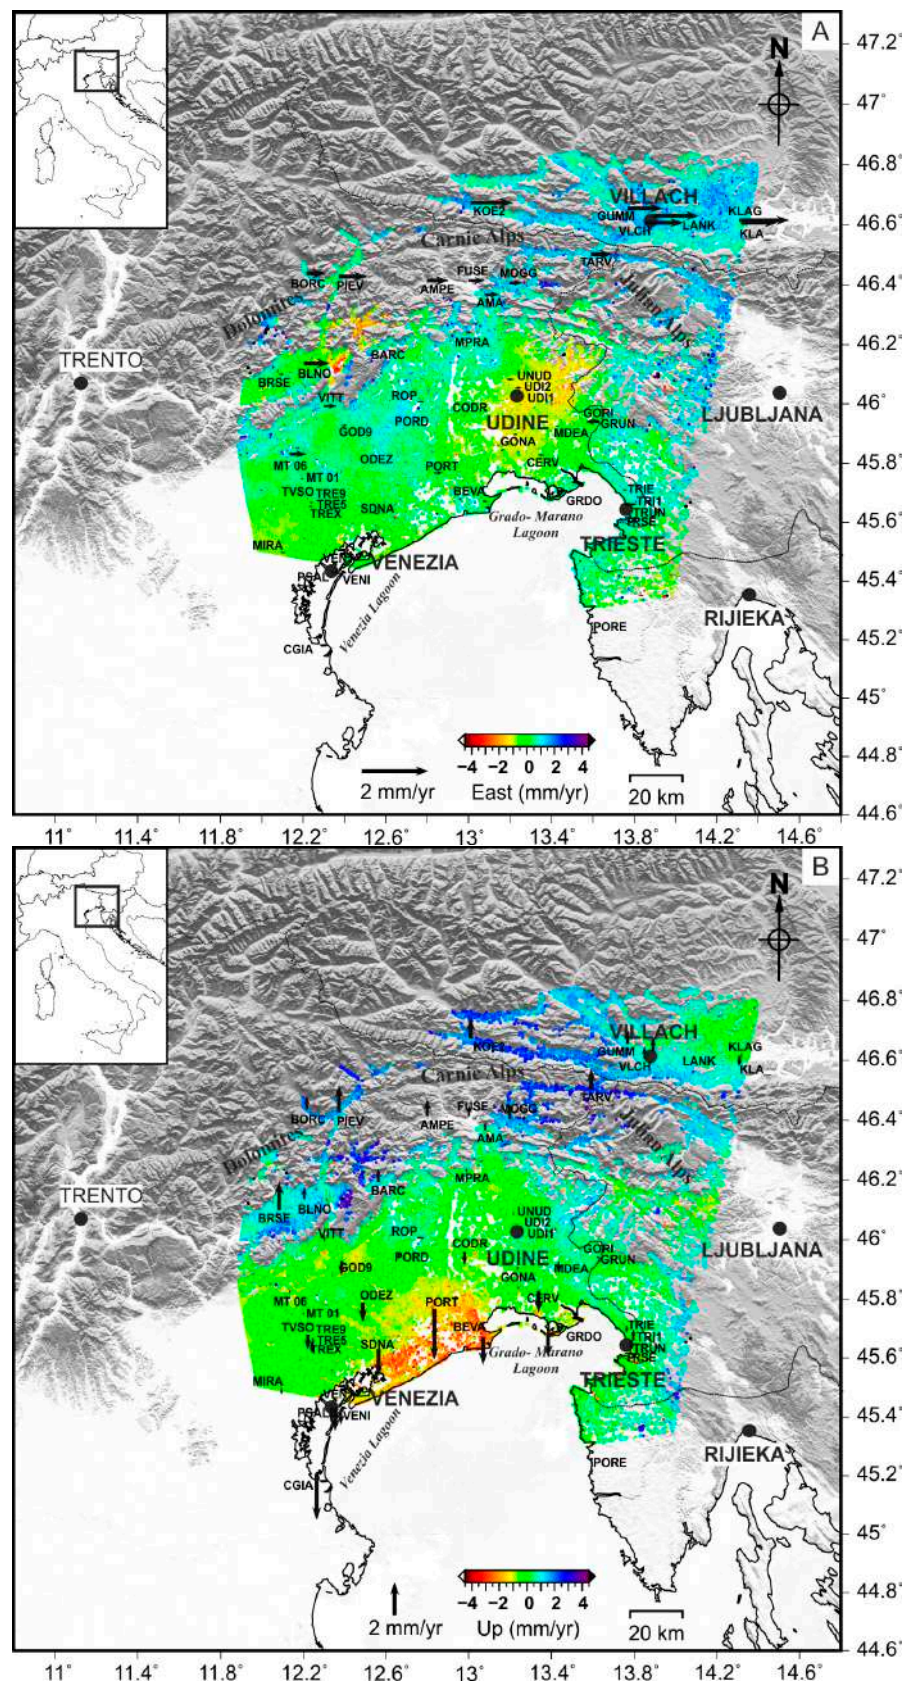 A
N
47.2°
47°
46.8°
VILLACH
KOE2
GUMM
KLAG
46.6°
VLCH
LANK
KLA_
Carnic Alps
TARV
FUSE
MOGG
BORC
PIEV
AMPE
46.4°
AMA
Julian Alps
Dolomites
MPRA
46.2°
TRENTO
BARC
BLNO
BRSE
UNUD
UDI2
UDI1
VITT
ROP_
CODR
46°
LJUBLJANA
PORD
UDINE
GORI
GRUN
GOD9
MDEA
GONA
ODEZ
MT 06
PORT
CERV
45.8°
MT 01
TVSO
TRE9
BEVA
TRIE
GRDO
TRE5
TRI1
TREX
SDNA
TRUN
Grado- Marano
Lagoon
PRSE
45.6°
MIRA
TRIESTE
VENEZIA
PSAL
VENI
45.4°
Venezia Lagoon
RIJIEKA
PORE
CGIA
45.2°
45°
−4 −2 0 2 4
44.8°
2 mm/yr
East (mm/yr)
20 km
44.6°
11° 11.4° 11.8° 12.2° 12.6° 13° 13.4° 13.8° 14.2° 14.6°
B
N
47.2°
47°
46.8°
VILLACH
KOE2
GUMM
KLAG
46.6°
VLCH
LANK
KLA_
Carnic Alps
TARV
FUSE
MOGG
BORC
PIEV
AMPE
46.4°
AMA
Julian Alps
Dolomites
MPRA
46.2°
TRENTO
BARC
BLNO
BRSE
UNUD
UDI2
UDI1
VITT
ROP_
CODR
46°
LJUBLJANA
PORD
UDINE
GORI
GRUN
GOD9
MDEA
GONA
ODEZ
MT 06
PORT
CERV
45.8°
MT 01
TVSO
TRE9
BEVA
TRIE
GRDO
TRE5
TRI1
TREX
SDNA
TRUN
Grado- Marano
Lagoon
PRSE
45.6°
MIRA
TRIESTE
VENEZIA
PSAL
VENI
45.4°
Venezia Lagoon
RIJIEKA
PORE
CGIA
45.2°
45°
−4 −2 0 2 4
44.8°
2 mm/yr
Up (mm/yr)
20 km
44.6°
11° 11.4° 11.8° 12.2° 12.6° 13° 13.4° 13.8° 14.2° 14.6°